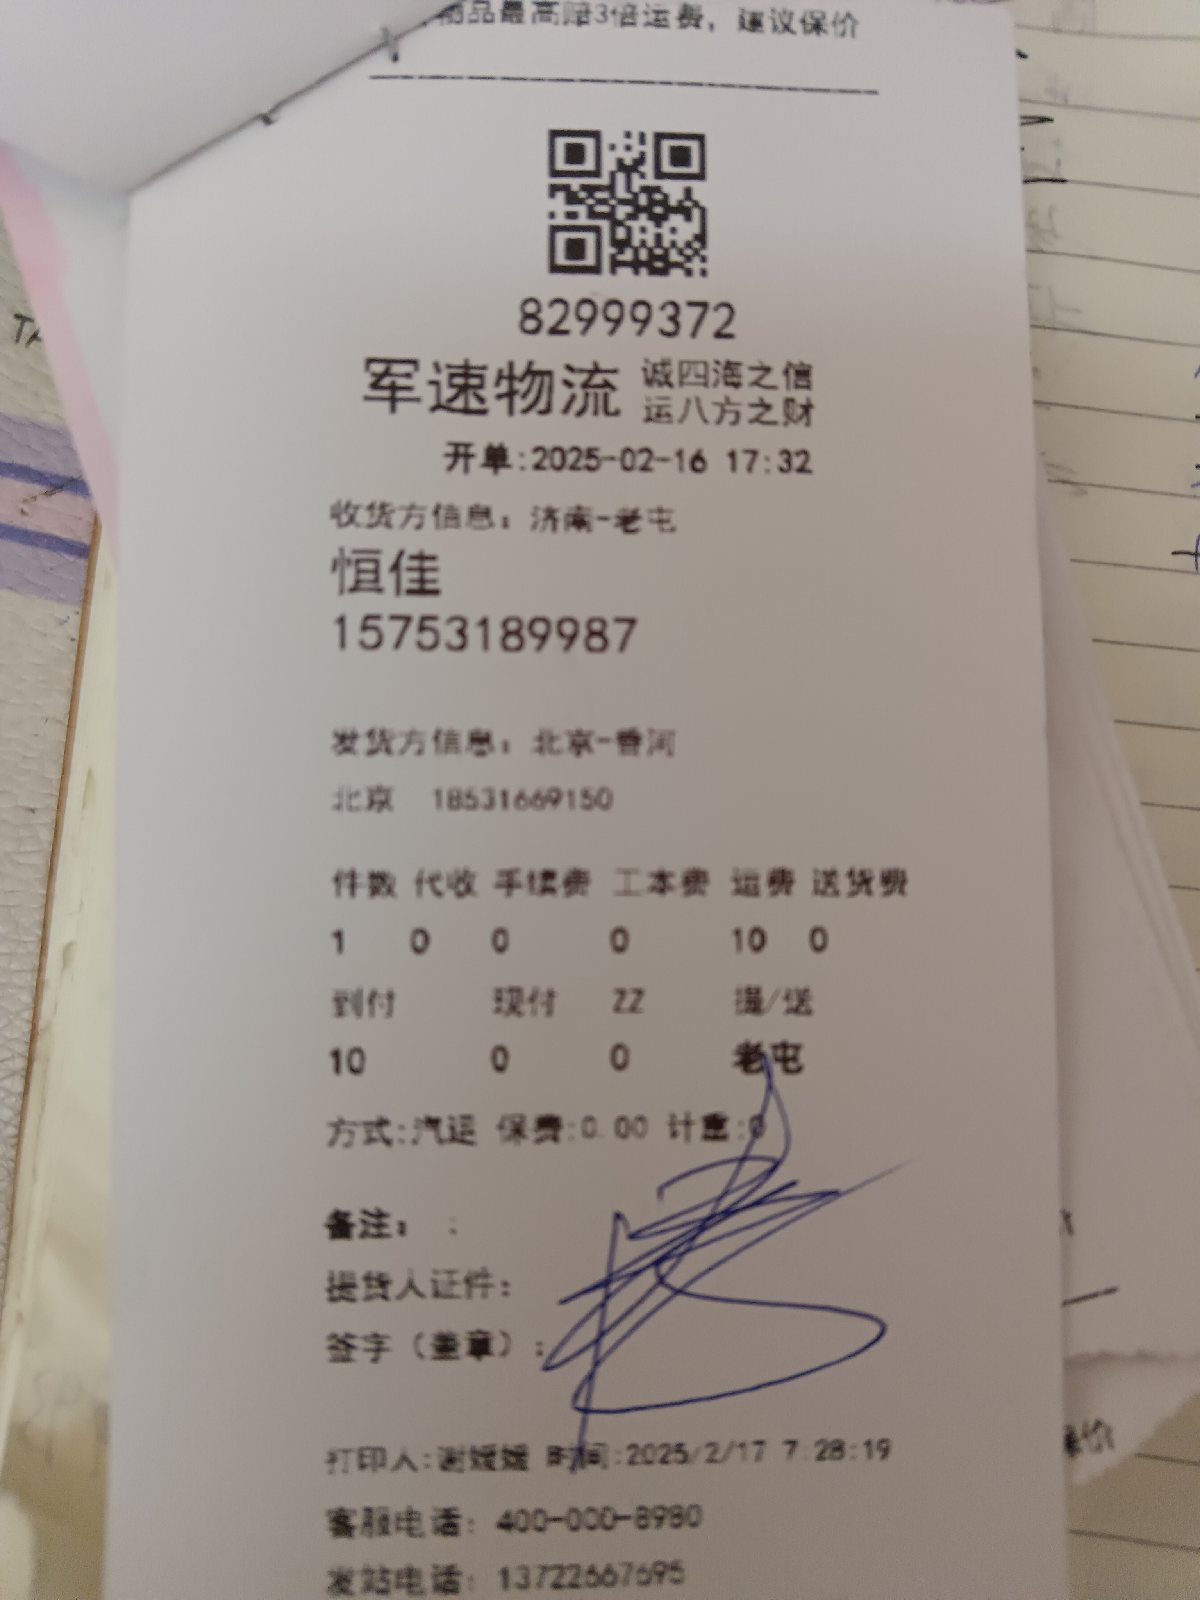 品最高赔3倍运费，建议保价
82999372
军速物流 诚四海之信
运八方之财
开单:2025-02-16 17:32
收货方信息：济南-老屯
恒佳
15753189987
发货方信息：北京-香河
北京 18531669150
件数 代收 手续费 工本费 运费 送货费
1 0 0 0 10 0
到付 现付 ZZ 提/送
10 0 0 老屯
方式:汽运 保费:0.00 计重:0
备注： :
提货人证件：
签字（盖章）:
打印人:谢媛媛 时间:2025/2/17 7:28:19
客服电话: 400-000-8980
发站电话: 13722667695